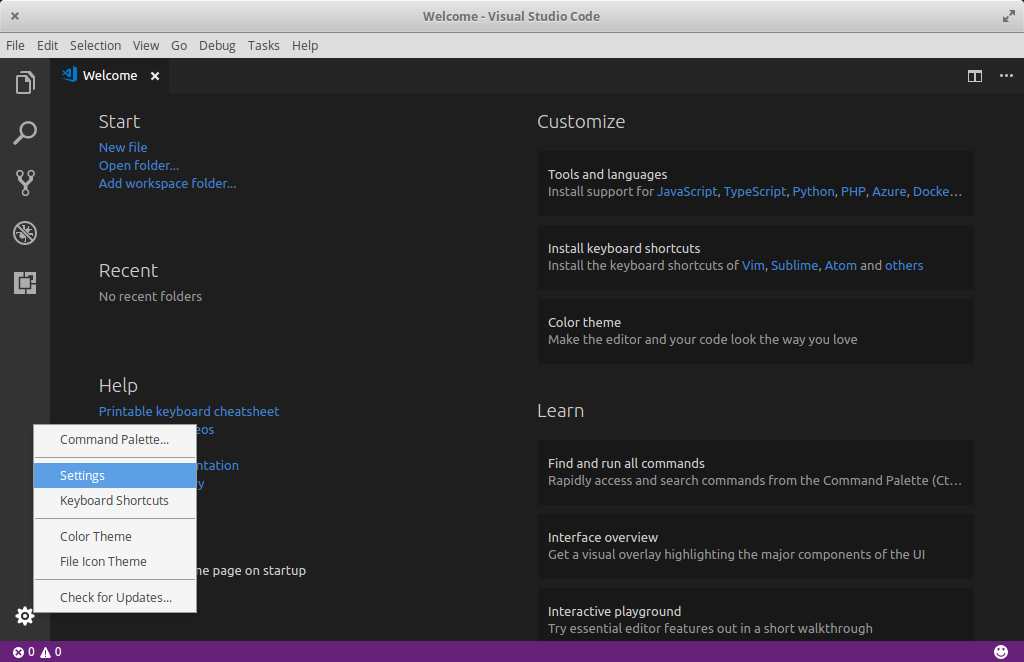 Welcome - Visual Studio Code
File Edit Selection View Go Debug Tasks Help
Welcome
Start
New file
Open folder...
Add workspace folder...
Recent
No recent folders
Help
Printable keyboard cheatsheet
eos
ntation
ry
ne page on startup
Command Palette...
Settings
Keyboard Shortcuts
Color Theme
File Icon Theme
Check for Updates...
Customize
Tools and languages
Install support for JavaScript, TypeScript, Python, PHP, Azure, Docke...
Install keyboard shortcuts
Install the keyboard shortcuts of Vim, Sublime, Atom and others
Color theme
Make the editor and your code look the way you love
Learn
Find and run all commands
Rapidly access and search commands from the Command Palette (Ct...
Interface overview
Get a visual overlay highlighting the major components of the UI
Interactive playground
Try essential editor features out in a short walkthrough
0 0